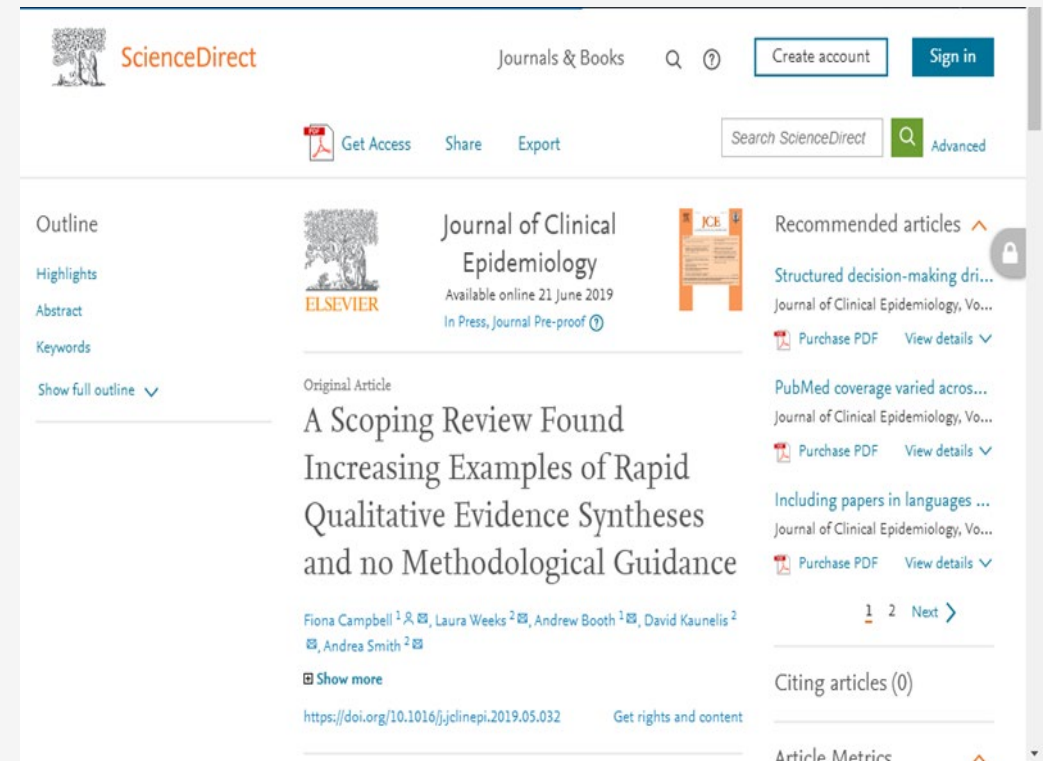 ScienceDirect
Journals & Books
Create account
Sign in
PDF
Get Access
Share
Export
Search ScienceDirect
Advanced
Outline
Highlights
Abstract
Keywords
Show full outline
ELSEVIER
Journal of Clinical
Epidemiology
Available online 21 June 2019
In Press, Journal Pre-proof
JCE
Original Article
A Scoping Review Found
Increasing Examples of Rapid
Qualitative Evidence Syntheses
and no Methodological Guidance
Fiona Campbell 1, Laura Weeks 2, Andrew Booth 1, David Kaunelis 2
, Andrea Smith 2
Show more
https://doi.org/10.1016/j.jclinepi.2019.05.032
Get rights and content
Recommended articles
Structured decision-making dri...
Journal of Clinical Epidemiology, Vo...
Purchase PDF View details
PubMed coverage varied acros...
Journal of Clinical Epidemiology, Vo...
Purchase PDF View details
Including papers in languages ...
Journal of Clinical Epidemiology, Vo...
Purchase PDF View details
1 2 Next
Citing articles (0)
Article Metrics